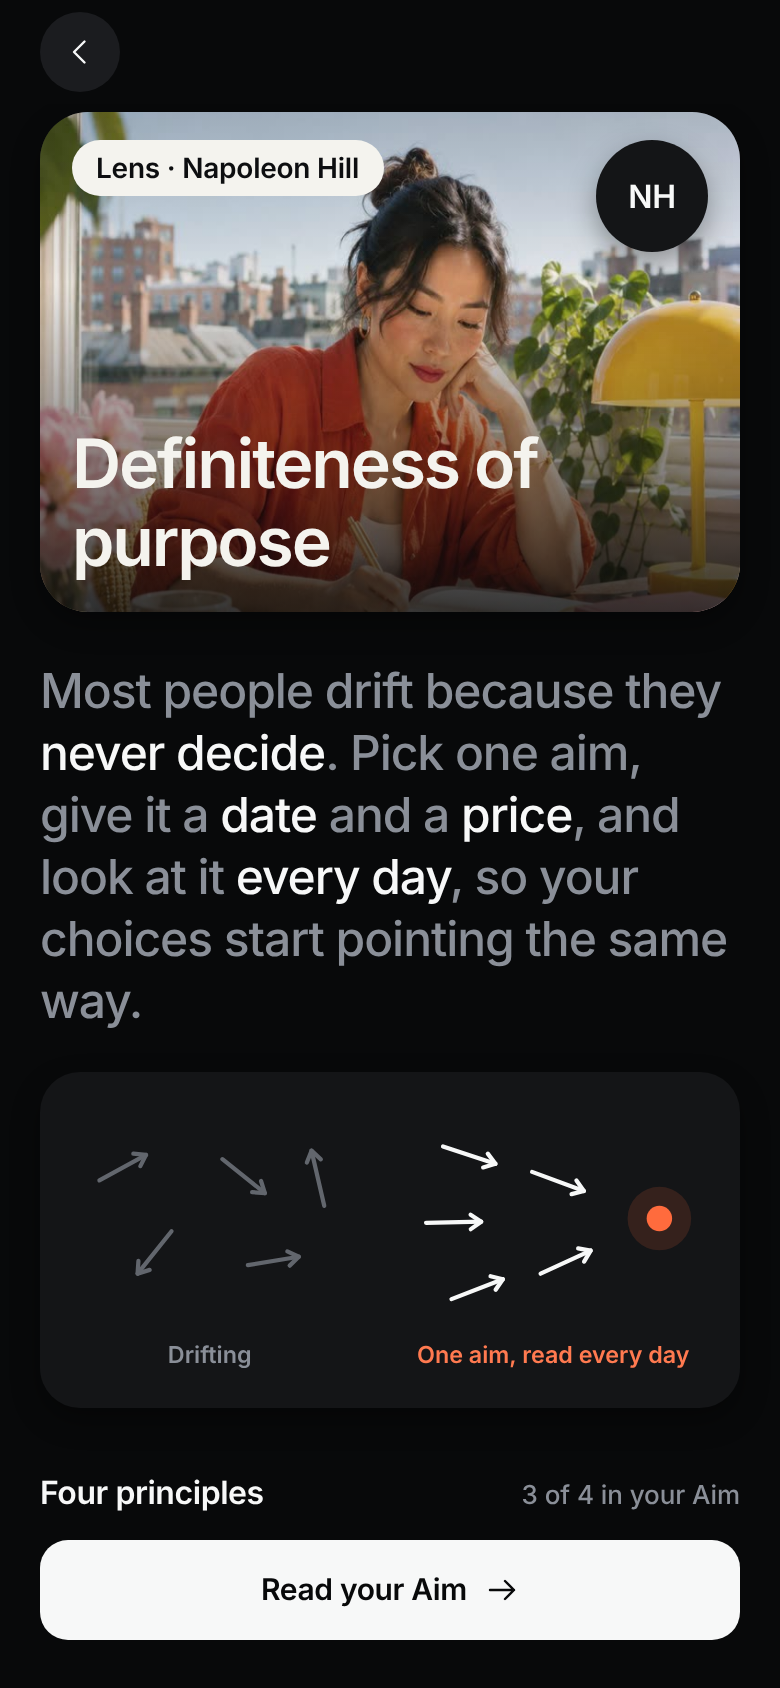 Lens · Napoleon Hill
NH
Definiteness of
purpose
Most people drift because they
never decide. Pick one aim,
give it a date and a price, and
look at it every day, so your
choices start pointing the same
way.
Drifting
One aim, read every day
Four principles
3 of 4 in your Aim
Read your Aim →